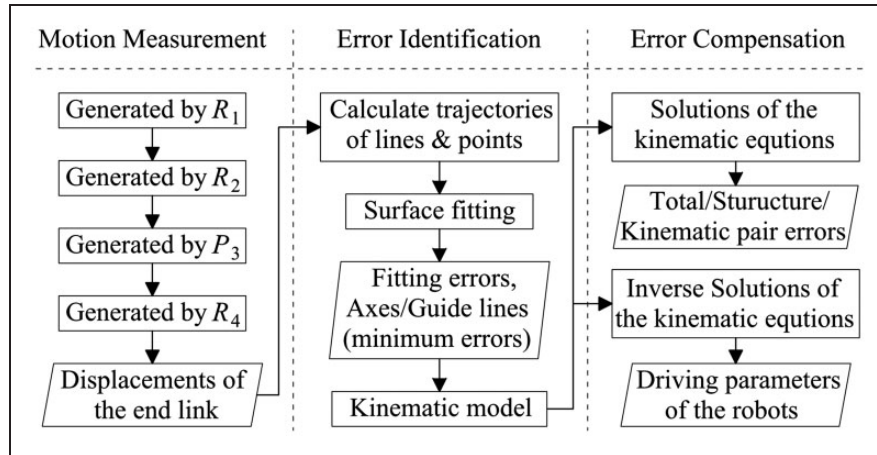 Motion Measurement
Generated by R1
Generated by R2
Generated by P3
Generated by R4
Displacements of
the end link
Error Identification
Calculate trajectories
of lines & points
Surface fitting
Fitting errors,
Axes/Guide lines
(minimum errors)
Kinematic model
Error Compensation
Solutions of the
kinematic equtions
Total/Sturucture/
Kinematic pair errors
Inverse Solutions of
the kinematic equtions
Driving parameters
of the robots